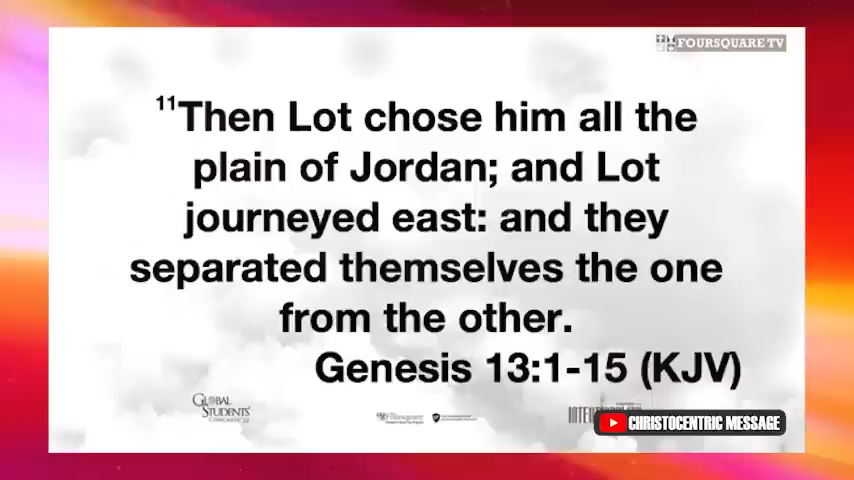 FOURSQUARE TV
11Then Lot chose him all the
plain of Jordan; and Lot
journeyed east: and they
separated themselves the one
from the other.
Genesis 13:1-15 (KJV)
GLOBAL
STUDENTS'
Foursquare
CHRISTOCENTRIC MESSAGE